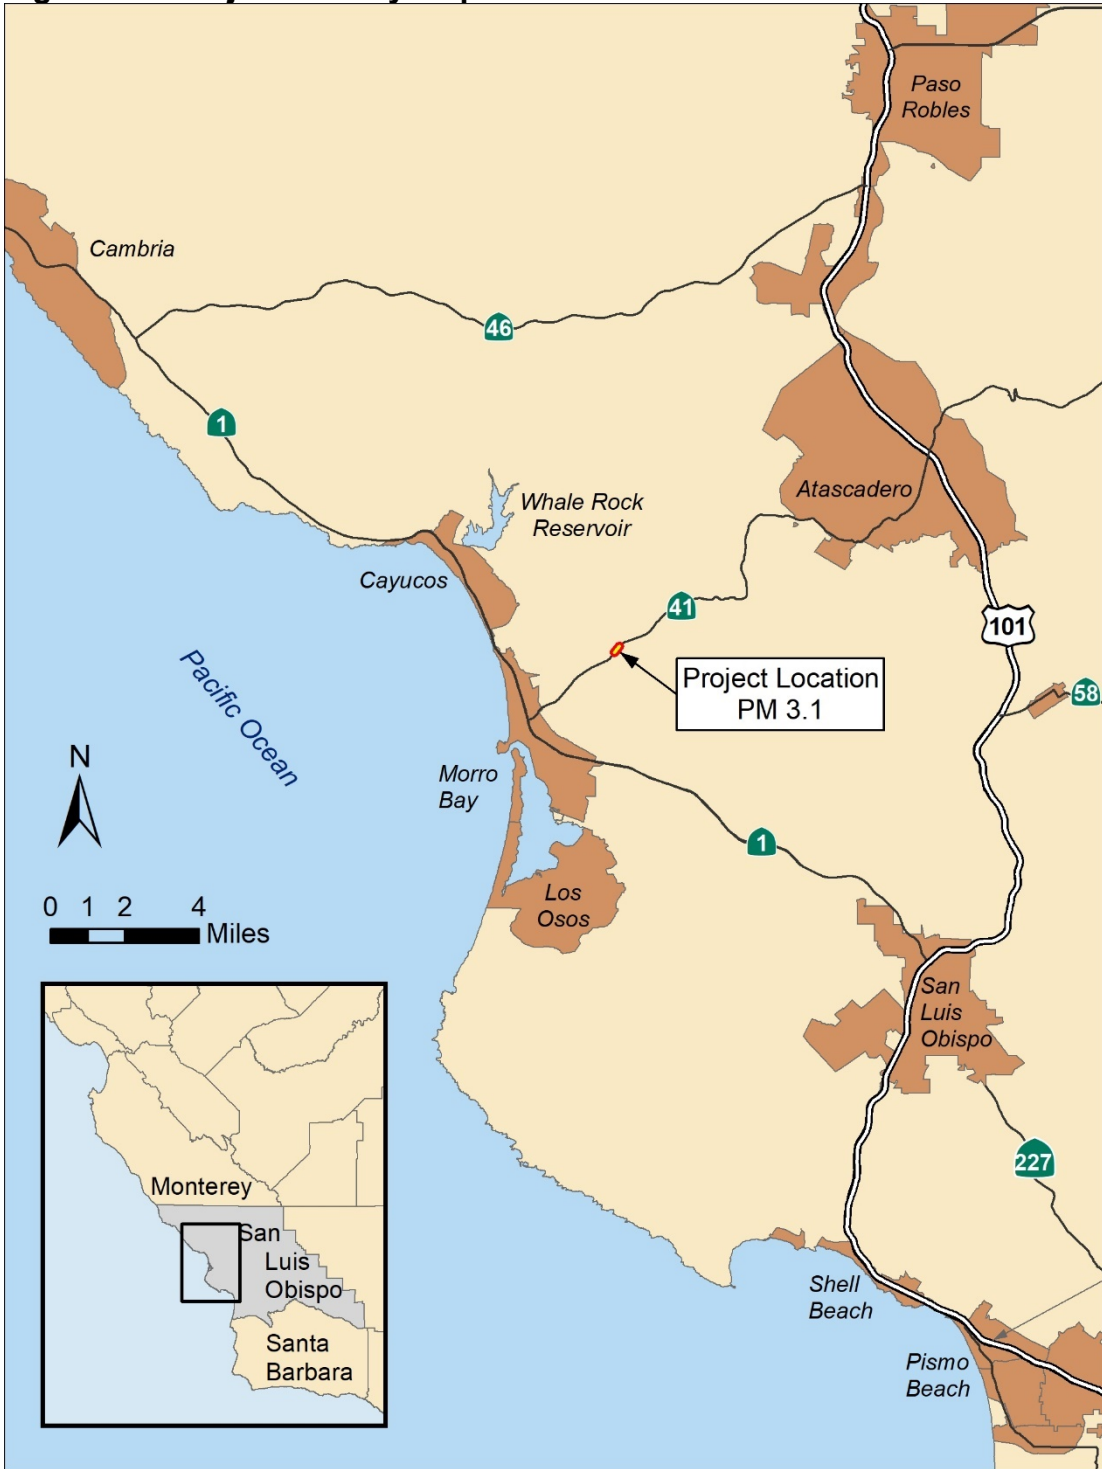 Paso
Robles
Cambria
46
1
Whale Rock
Reservoir
Atascadero
Cayucos
41
101
Project Location
PM 3.1
58
Pacific Ocean
N
Morro
Bay
1
0 1 2 4
Miles
Los
Osos
San
Luis
Obispo
227
Monterey
San
Luis
Obispo
Santa
Barbara
Shell
Beach
Pismo
Beach